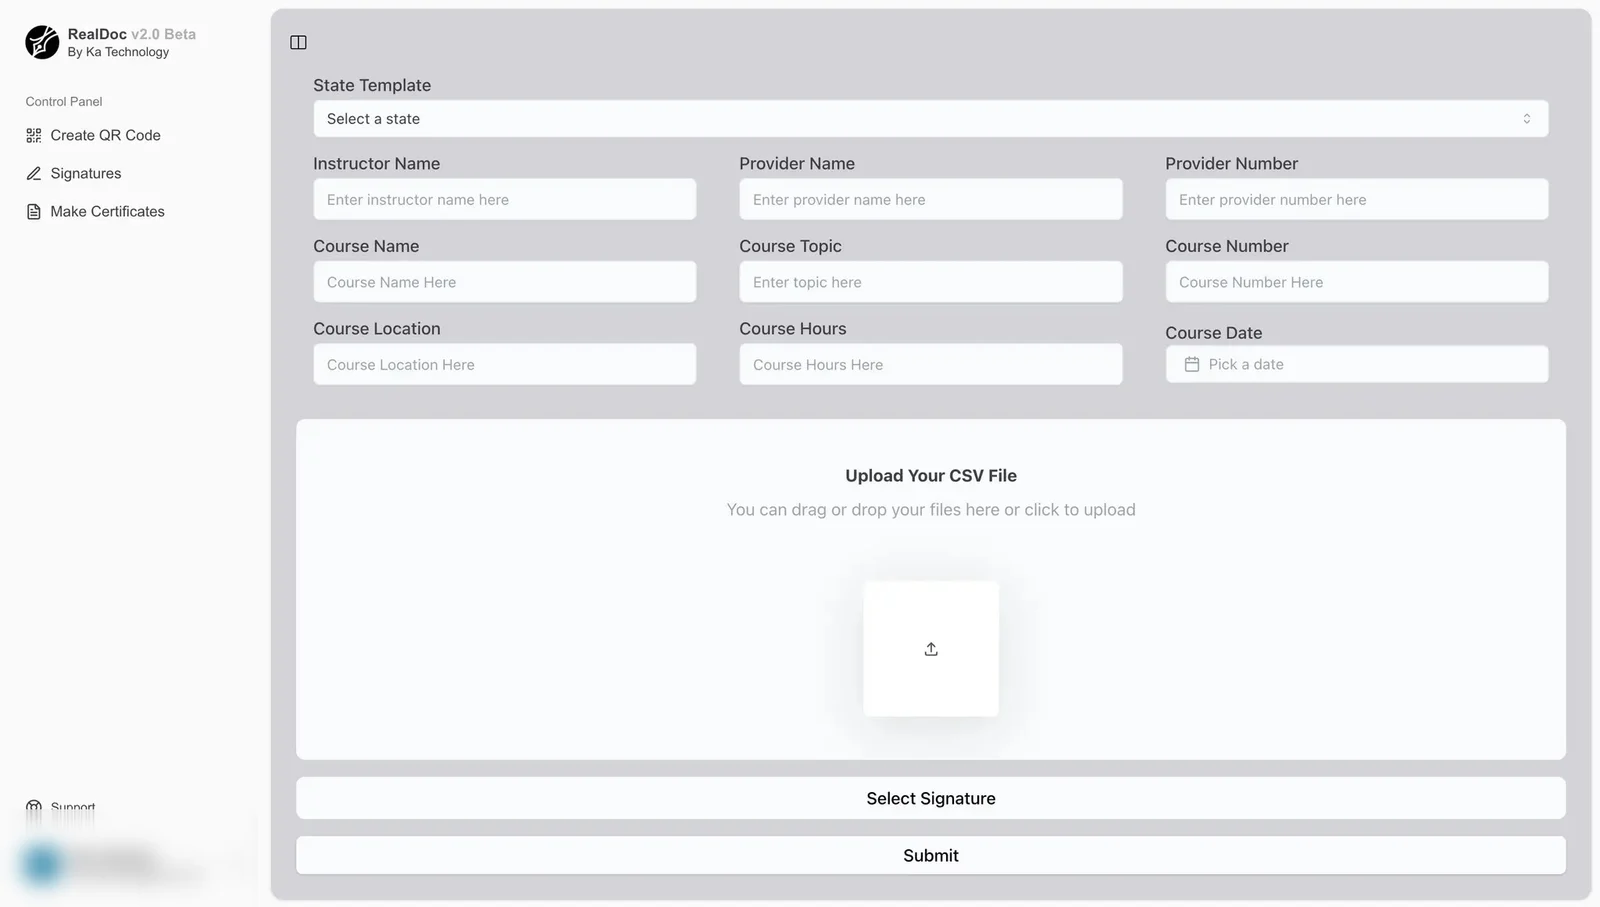 RealDoc v2.0 Beta
By Ka Technology
Control Panel
Create QR Code
Signatures
Make Certificates
Support
State Template
Select a state
Instructor Name
Enter instructor name here
Provider Name
Enter provider name here
Provider Number
Enter provider number here
Course Name
Course Name Here
Course Topic
Enter topic here
Course Number
Course Number Here
Course Location
Course Location Here
Course Hours
Course Hours Here
Course Date
Pick a date
Upload Your CSV File
You can drag or drop your files here or click to upload
Select Signature
Submit